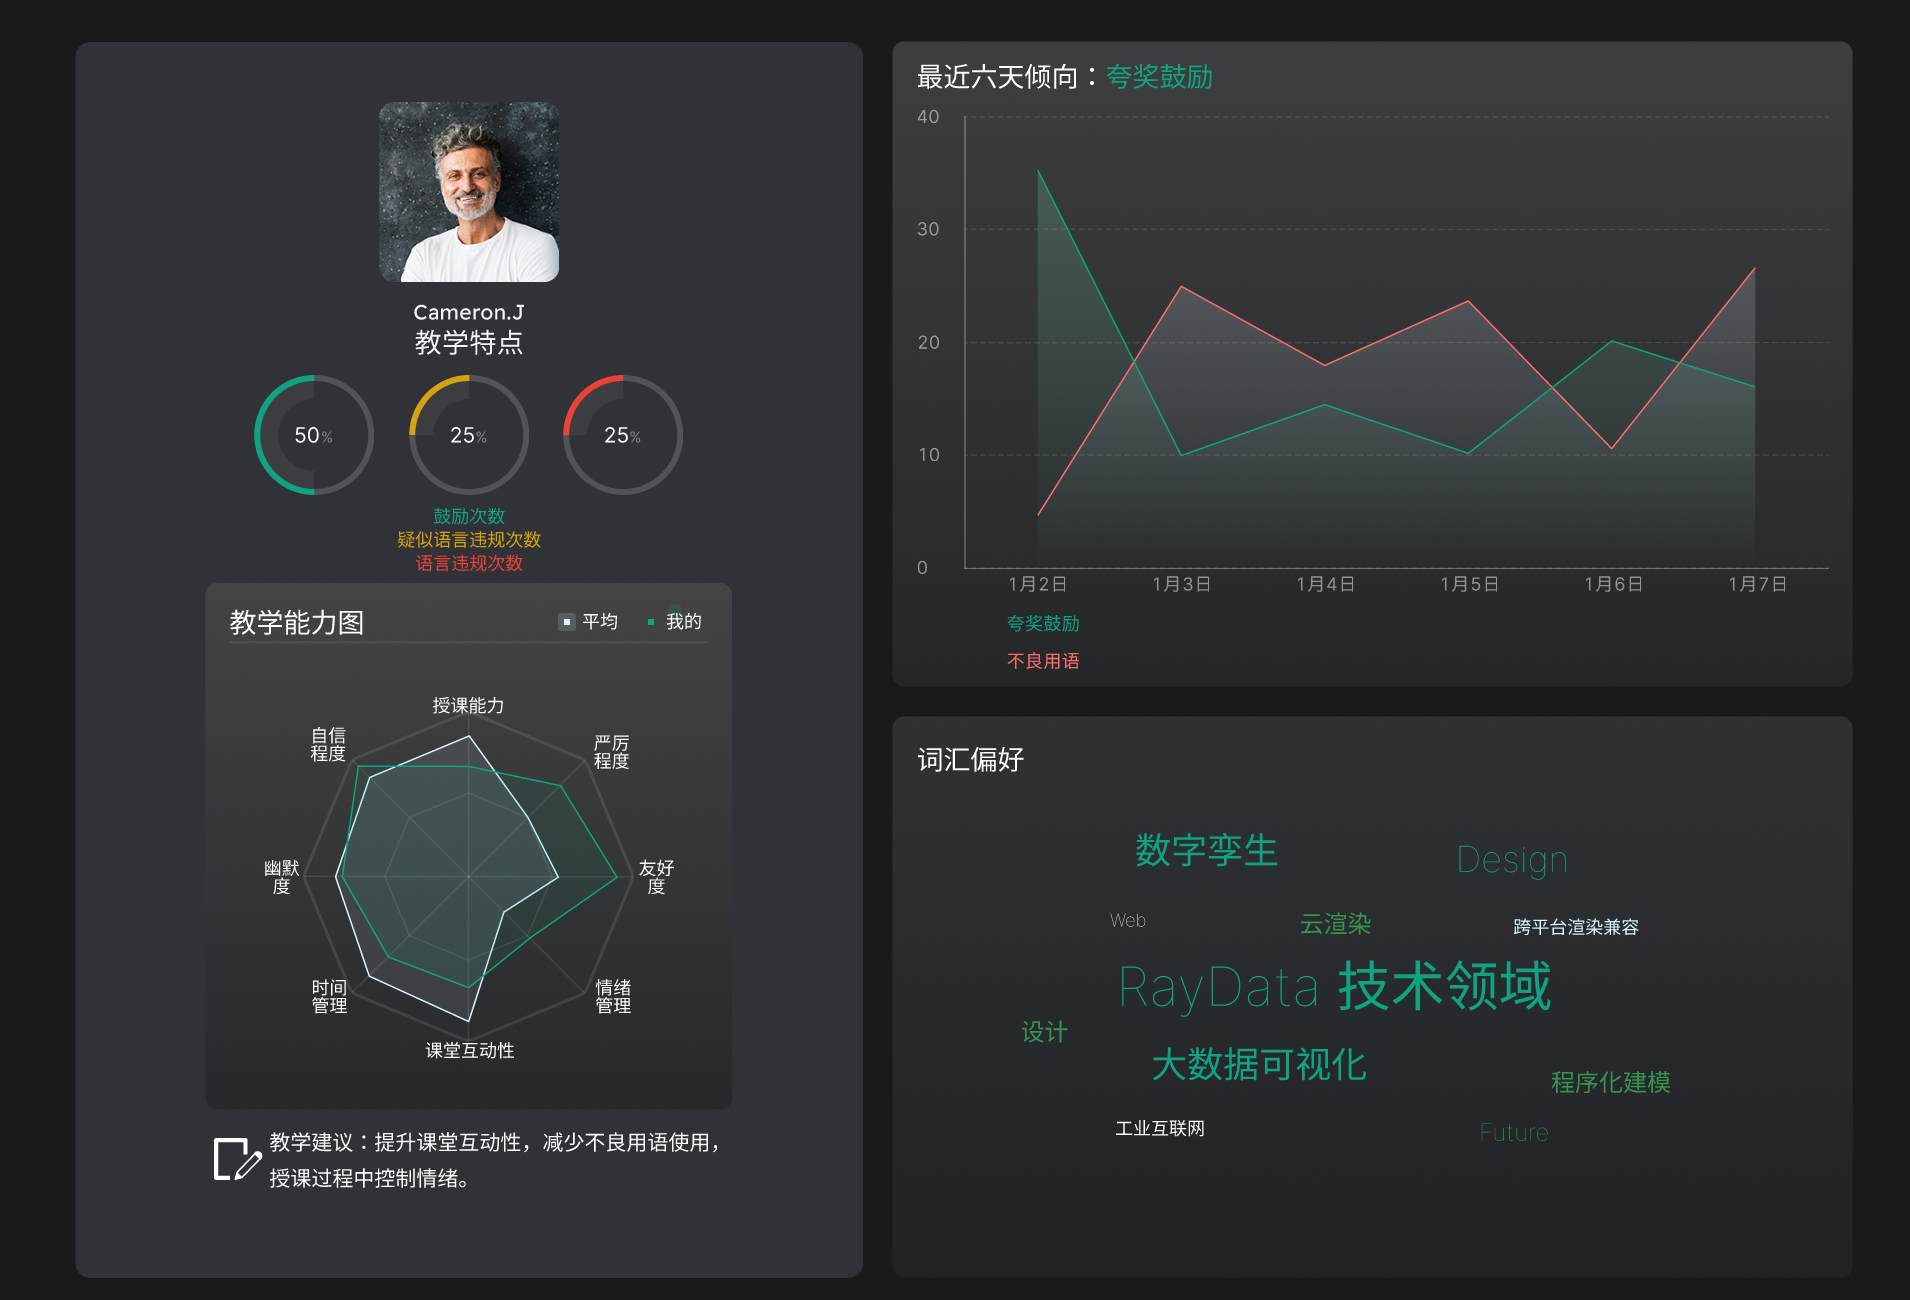 Cameron.J
教学特点
50%
25%
25%
鼓励次数
疑似语言违规次数
语言违规次数
教学能力图
平均
我的
授课能力
自信
程度
严厉
程度
幽默
度
友好
度
时间
管理
情绪
管理
课堂互动性
教学建议：提升课堂互动性，减少不良用语使用，
授课过程中控制情绪。
最近六天倾向：夸奖鼓励
40
30
20
10
0
1月2日
1月3日
1月4日
1月5日
1月6日
1月7日
夸奖鼓励
不良用语
词汇偏好
数字孪生
Design
Web
云渲染
跨平台渲染兼容
RayData 技术领域
设计
大数据可视化
程序化建模
工业互联网
Future